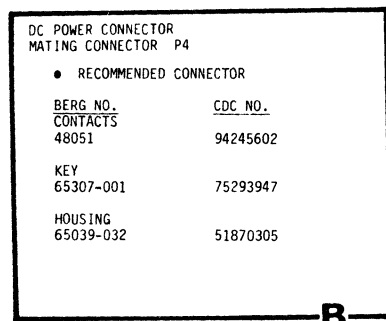 DC POWER CONNECTOR
MATING CONNECTOR P4
● RECOMMENDED CONNECTOR
BERG NO. CDC NO.
CONTACTS
48051 94245602
KEY
65307-001 75293947
HOUSING
65039-032 51870305
B